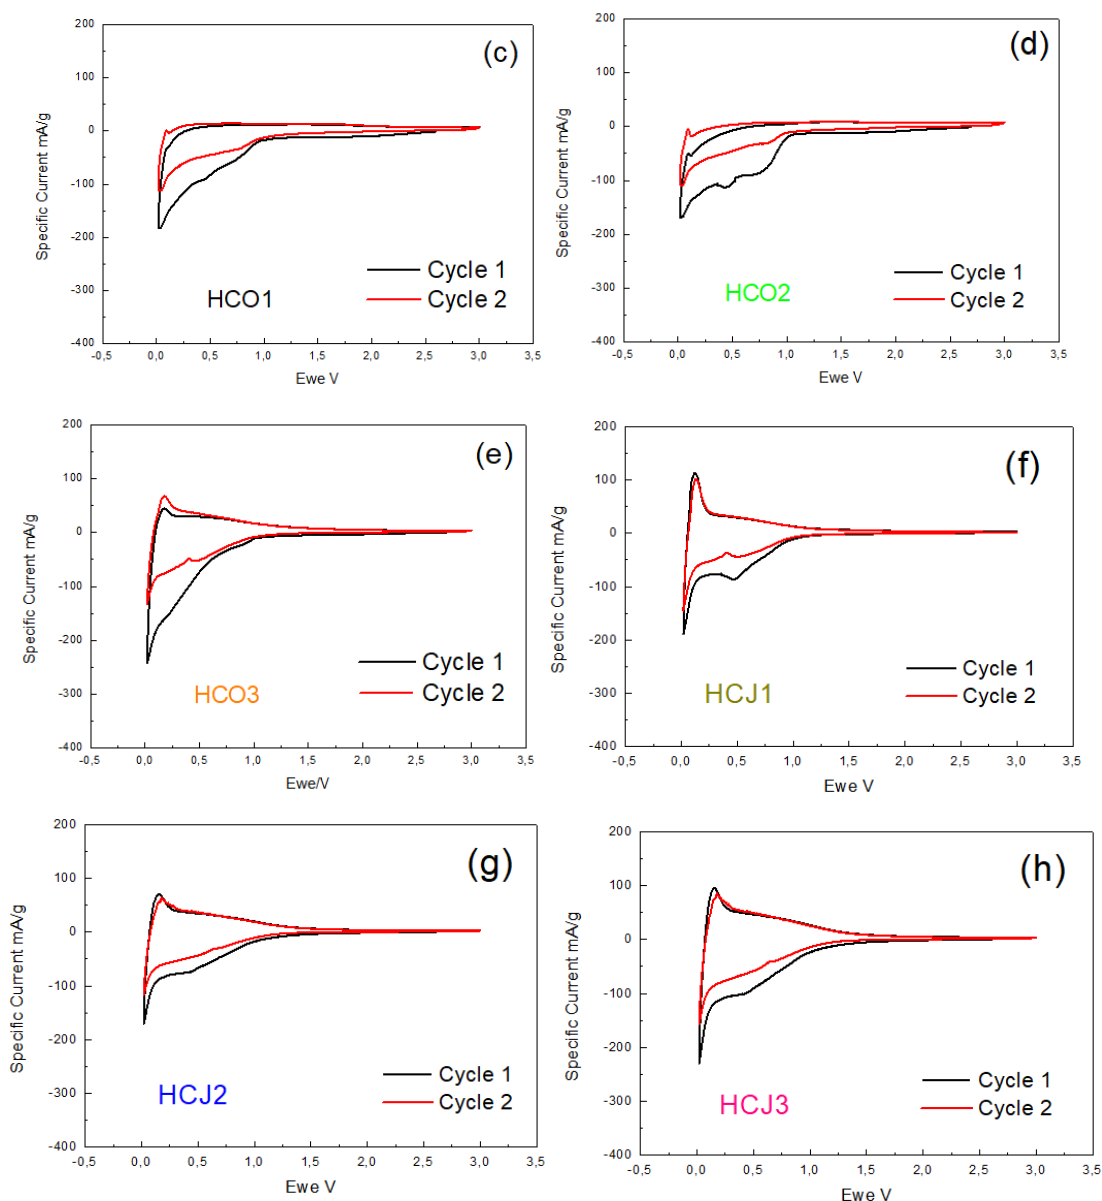 (c)
200
100
0
-100
-200
-300
-400
Specific Current mA/g
Cycle 1
Cycle 2
HCO1
-0,5 0,0 0,5 1,0 1,5 2,0 2,5 3,0 3,5
Ewe V
(d)
200
100
0
-100
-200
-300
-400
Specific Current mA/g
Cycle 1
Cycle 2
HCO2
-0,5 0,0 0,5 1,0 1,5 2,0 2,5 3,0 3,5
Ewe V
(e)
200
100
0
-100
-200
-300
-400
Specific Current mA/g
Cycle 1
Cycle 2
HCO3
-0,5 0,0 0,5 1,0 1,5 2,0 2,5 3,0 3,5
Ewe/V
(f)
200
100
0
-100
-200
-300
-400
Specific Current mA/g
Cycle 1
Cycle 2
HCJ1
-0,5 0,0 0,5 1,0 1,5 2,0 2,5 3,0 3,5
Ewe V
(g)
200
100
0
-100
-200
-300
-400
Specific Current mA/g
Cycle 1
Cycle 2
HCJ2
-0,5 0,0 0,5 1,0 1,5 2,0 2,5 3,0 3,5
Ewe V
(h)
200
100
0
-100
-200
-300
-400
Specific Current mA/g
Cycle 1
Cycle 2
HCJ3
-0,5 0,0 0,5 1,0 1,5 2,0 2,5 3,0 3,5
Ewe V